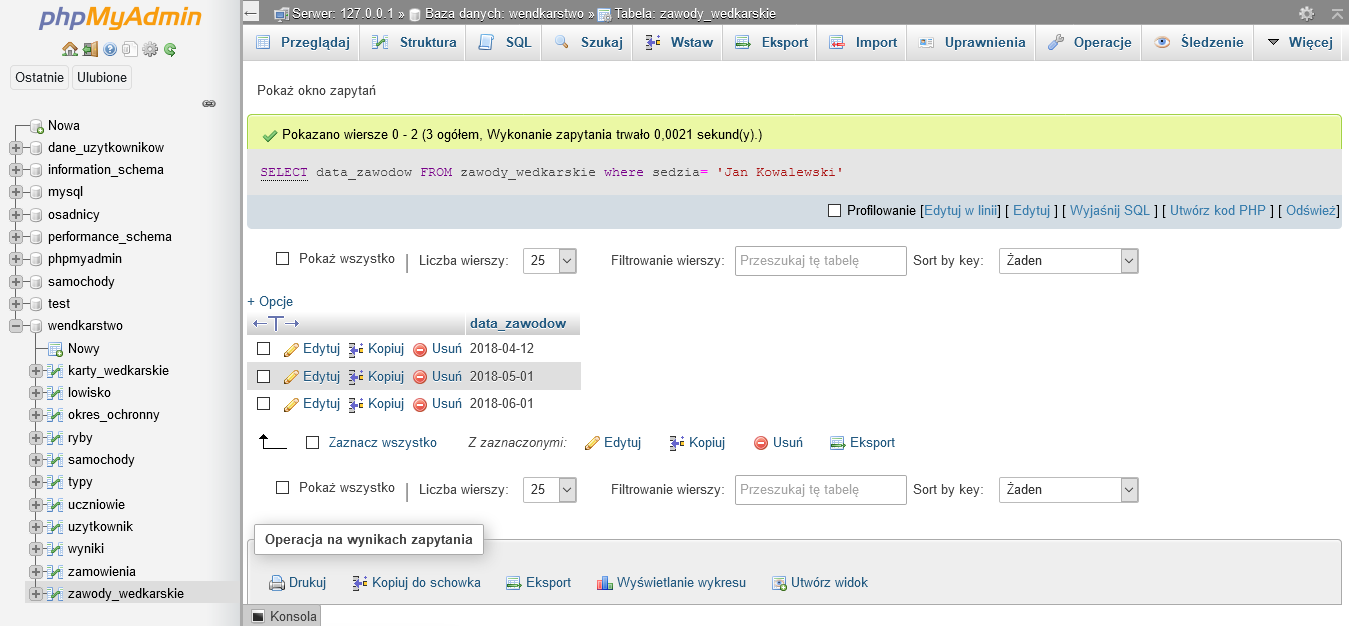 phpMyAdmin
Ostatnie Ulubione
Nowa
dane_uzytkownikow
information_schema
mysql
osadnicy
performance_schema
phpmyadmin
samochody
test
wendkarstwo
Nowy
karty_wedkarskie
lowisko
okres_ochronny
ryby
samochody
typy
uczniowie
uzytkownik
wyniki
zamowienia
zawody_wedkarskie
Serwer: 127.0.0.1 » Baza danych: wendkarstwo » Tabela: zawody_wedkarskie
Przeglądaj Struktura SQL Szukaj Wstaw Eksport Import Uprawnienia Operacje Śledzenie Więcej
Pokaż okno zapytań
Pokazano wiersze 0 - 2 (3 ogółem, Wykonanie zapytania trwało 0,0021 sekund(y).)
SELECT data_zawodow FROM zawody_wedkarskie where sedzia= 'Jan Kowalewski'
Profilowanie [Edytuj w linii] [ Edytuj ] [ Wyjaśnij SQL ] [ Utwórz kod PHP ] [ Odśwież]
Pokaż wszystko | Liczba wierszy: 25 Filtrowanie wierszy: Przeszukaj tę tabelę Sort by key: Żaden
+ Opcje
←T→ data_zawodow
Edytuj Kopiuj Usuń 2018-04-12
Edytuj Kopiuj Usuń 2018-05-01
Edytuj Kopiuj Usuń 2018-06-01
Zaznacz wszystko Z zaznaczonymi: Edytuj Kopiuj Usuń Eksport
Pokaż wszystko | Liczba wierszy: 25 Filtrowanie wierszy: Przeszukaj tę tabelę Sort by key: Żaden
Operacja na wynikach zapytania
Drukuj Kopiuj do schowka Eksport Wyświetlanie wykresu Utwórz widok
Konsola